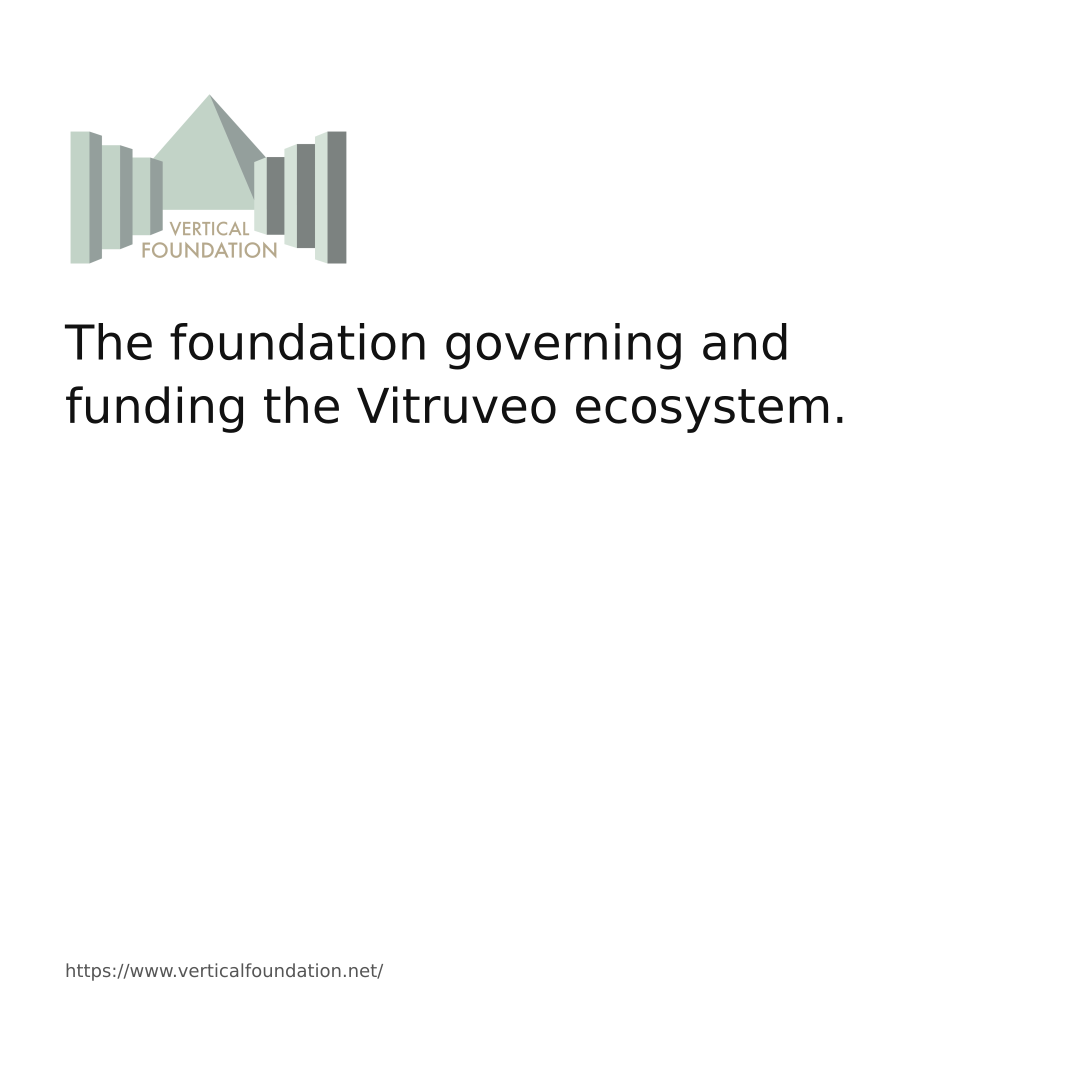 VERTICAL
FOUNDATION
The foundation governing and
funding the Vitruveo ecosystem.
https://www.verticalfoundation.net/